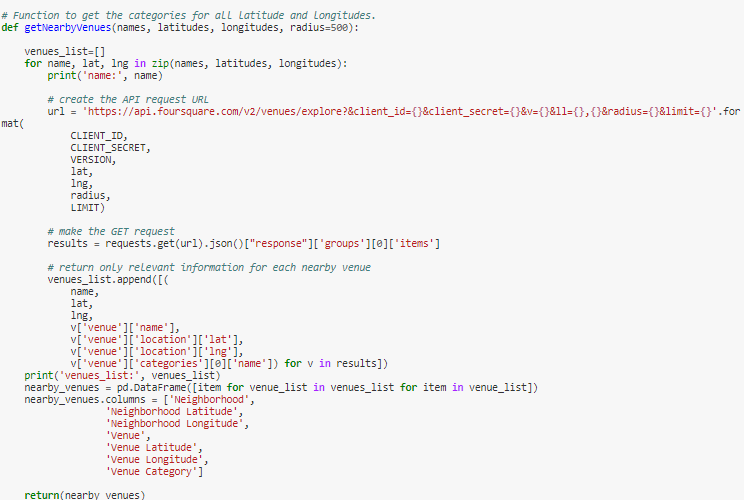 # Function to get the categories for all latitude and longitudes.
def getNearbyVenues(names, latitudes, longitudes, radius=500):
    venues_list=[]
    for name, lat, lng in zip(names, latitudes, longitudes):
        print('name:', name)
        # create the API request URL
        url = 'https://api.foursquare.com/v2/venues/explore?&client_id={}&client_secret={}&v={}&ll={},{}&radius={}&limit={}'.for
mat(
            CLIENT_ID,
            CLIENT_SECRET,
            VERSION,
            lat,
            lng,
            radius,
            LIMIT)
        # make the GET request
        results = requests.get(url).json()["response"]['groups'][0]['items']
        # return only relevant information for each nearby venue
        venues_list.append([(
            name,
            lat,
            lng,
            v['venue']['name'],
            v['venue']['location']['lat'],
            v['venue']['location']['lng'],
            v['venue']['categories'][0]['name']) for v in results])
    print('venues_list:', venues_list)
    nearby_venues = pd.DataFrame([item for venue_list in venues_list for item in venue_list])
    nearby_venues.columns = ['Neighborhood',
                  'Neighborhood Latitude',
                  'Neighborhood Longitude',
                  'Venue',
                  'Venue Latitude',
                  'Venue Longitude',
                  'Venue Category']
    return(nearby_venues)